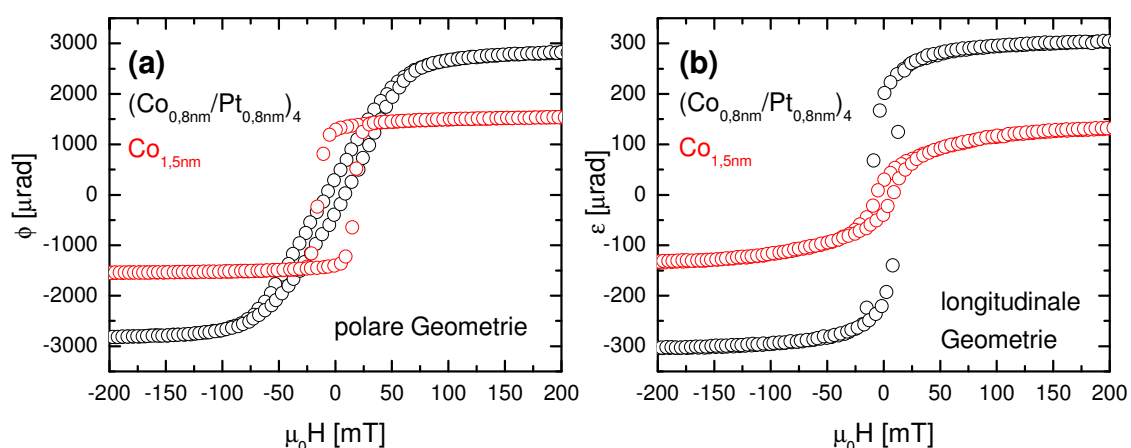 (a)
(Co0,8nm/Pt0,8nm)4
Co1,5nm
polare Geometrie
3000
2000
1000
0
-1000
-2000
-3000
ϕ [µrad]
-200 -150 -100 -50 0 50 100 150 200
µ0H [mT]
(b)
(Co0,8nm/Pt0,8nm)4
Co1,5nm
longitudinale
Geometrie
300
200
100
0
-100
-200
-300
ε [µrad]
-200 -150 -100 -50 0 50 100 150 200
µ0H [mT]